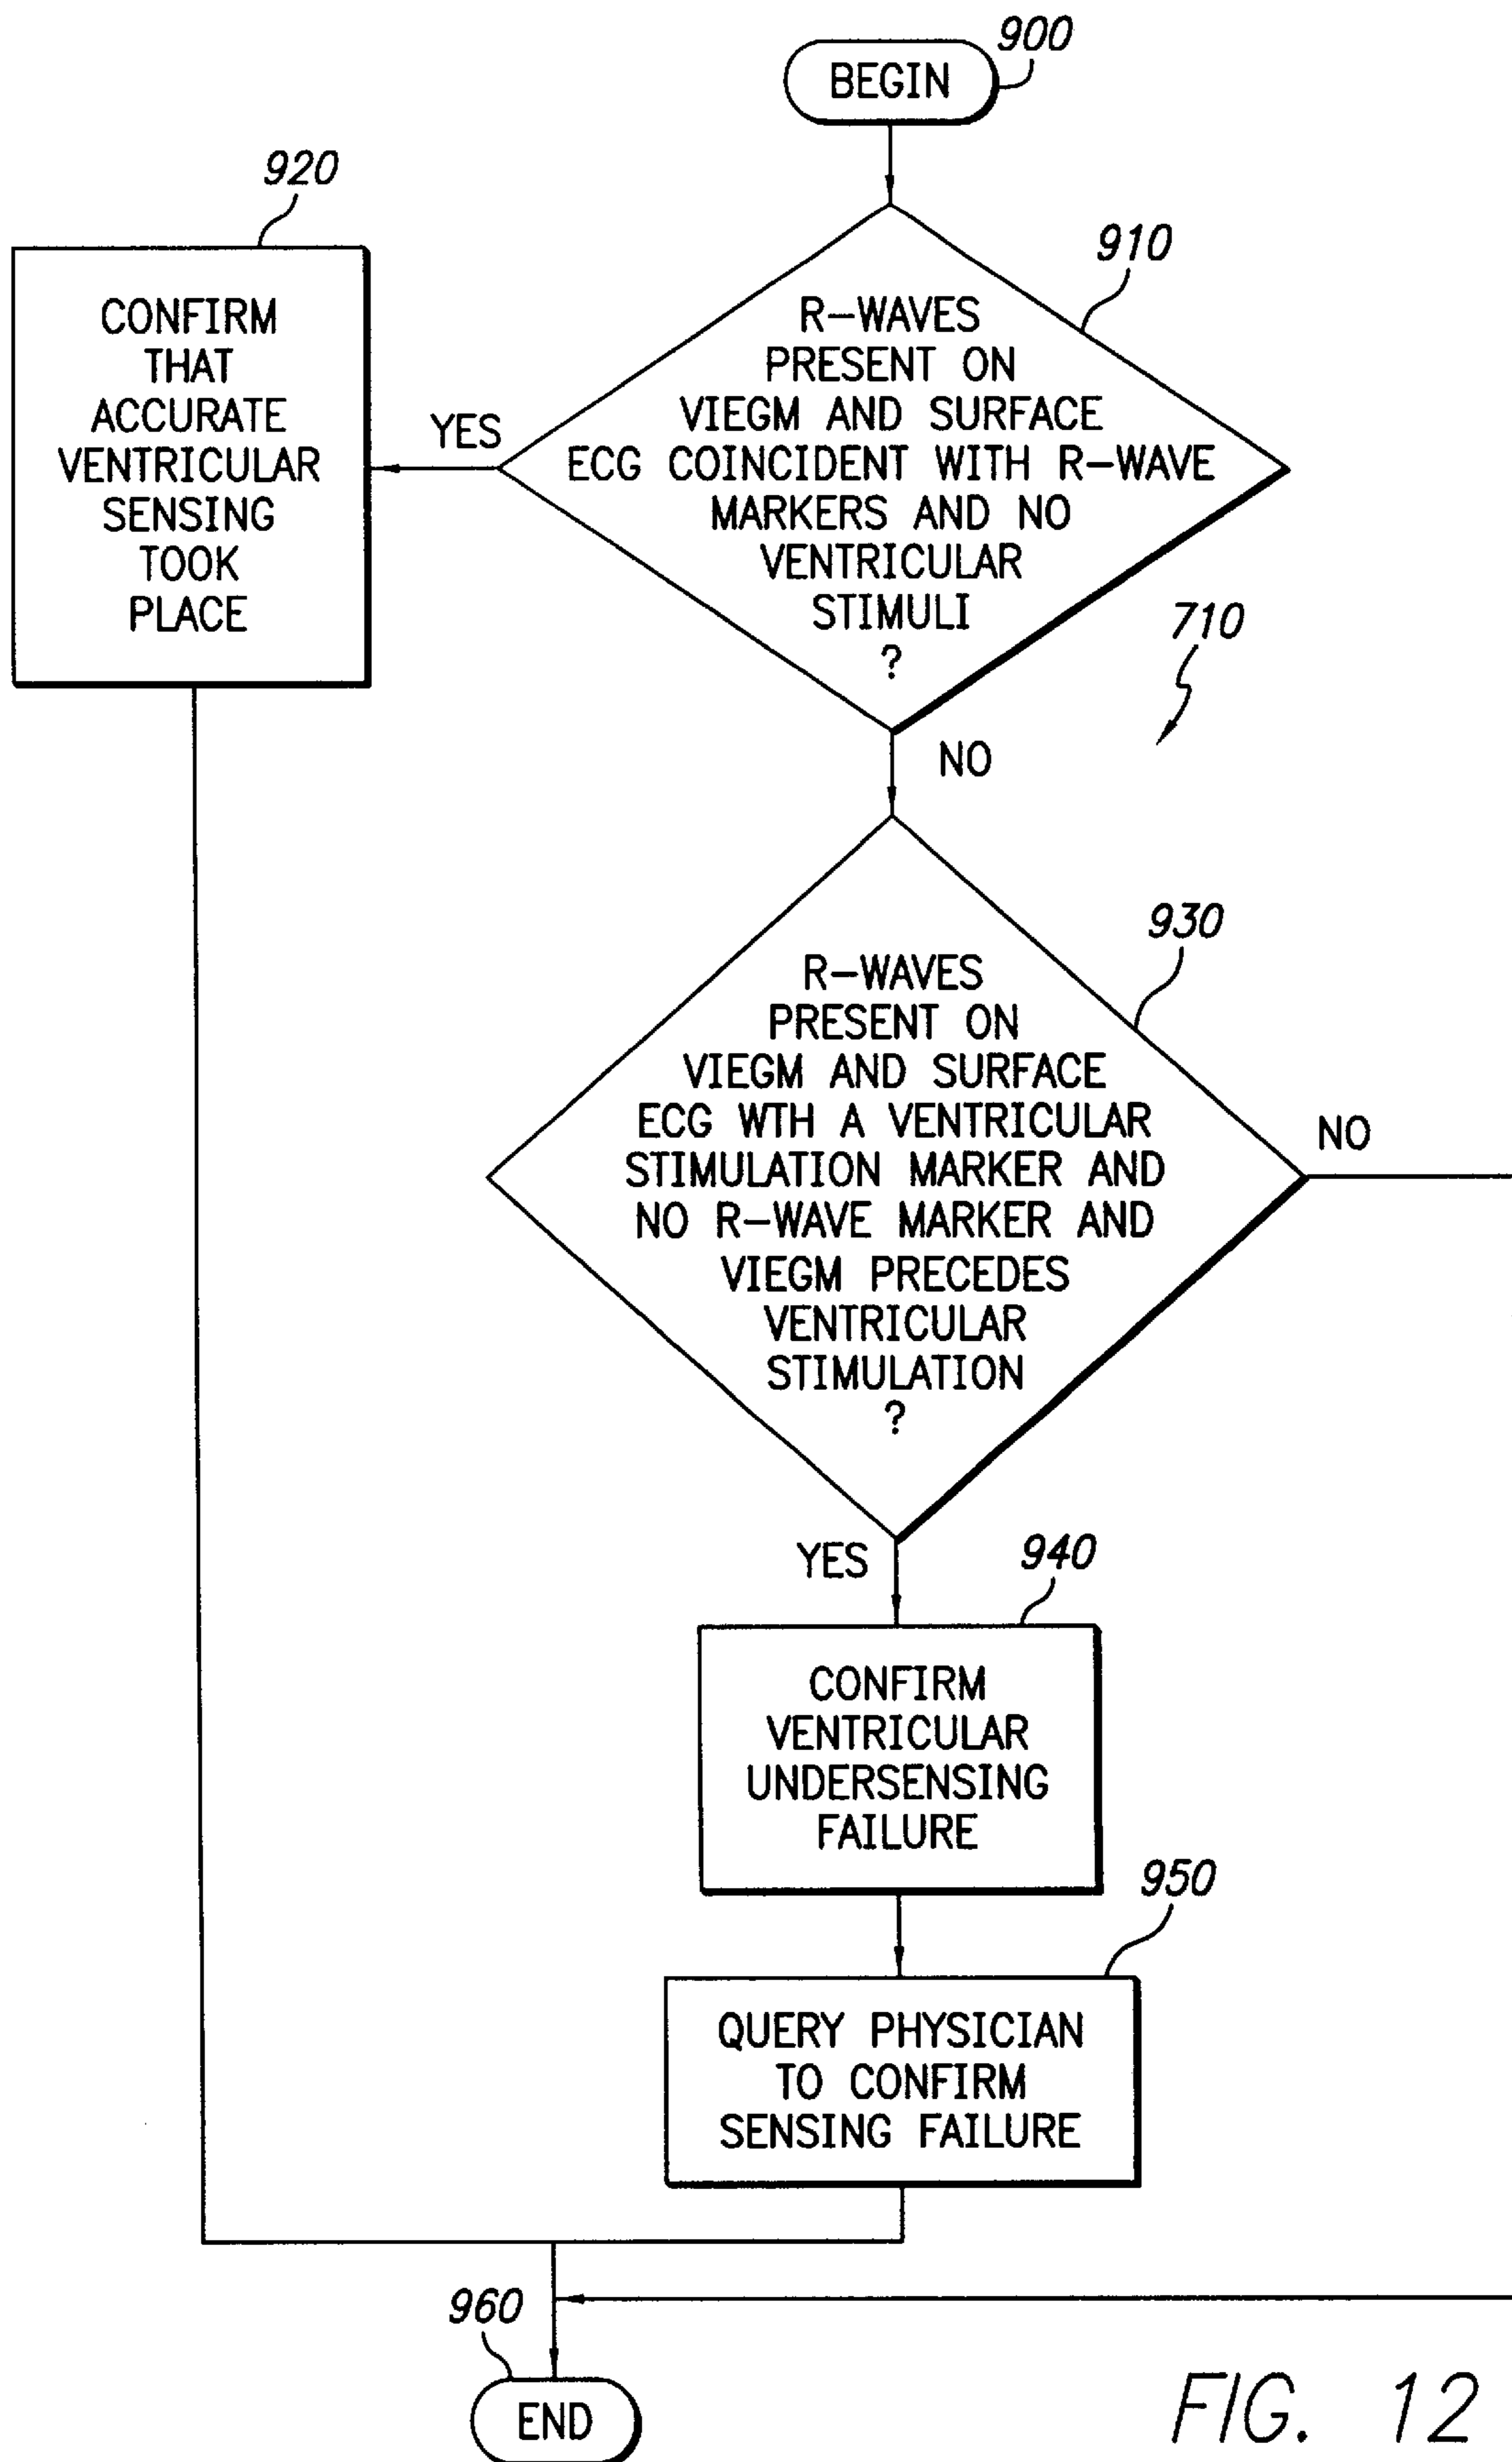 900
BEGIN
920
910
CONFIRM
THAT
ACCURATE
VENTRICULAR
SENSING
TOOK
PLACE
YES
R-WAVES
PRESENT ON
VIEGM AND SURFACE
ECG COINCIDENT WITH R-WAVE
MARKERS AND NO
VENTRICULAR
STIMULI
?
710
NO
930
R-WAVES
PRESENT ON
VIEGM AND SURFACE
ECG WTH A VENTRICULAR
STIMULATION MARKER AND
NO R-WAVE MARKER AND
VIEGM PRECEDES
VENTRICULAR
STIMULATION
?
NO
YES
940
CONFIRM
VENTRICULAR
UNDERSENSING
FAILURE
950
QUERY PHYSICIAN
TO CONFIRM
SENSING FAILURE
960
END
FIG. 12